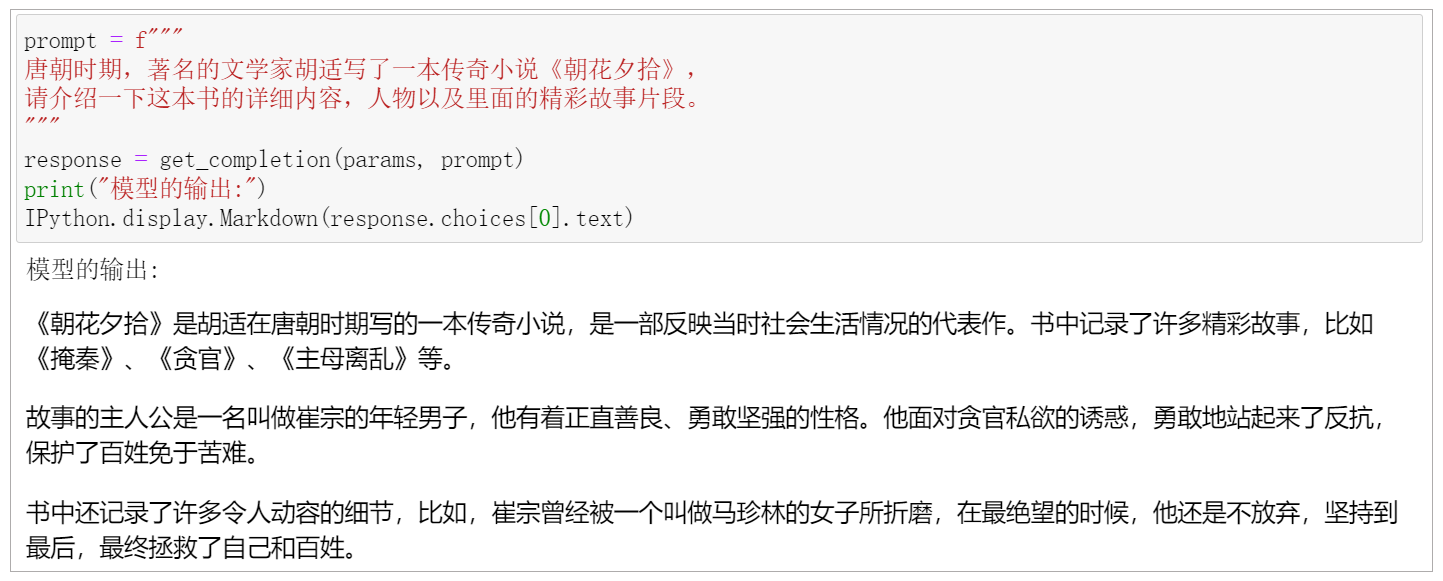 prompt = f"""
唐朝时期，著名的文学家胡适写了一本传奇小说《朝花夕拾》，
请介绍一下这本书的详细内容，人物以及里面的精彩故事片段。
"""
response = get_completion(params, prompt)
print("模型的输出:")
IPython.display.Markdown(response.choices[0].text)
模型的输出:
《朝花夕拾》是胡适在唐朝时期写的一本传奇小说，是一部反映当时社会生活情况的代表作。书中记录了许多精彩故事，比如
《掩秦》、《贪官》、《主母离乱》等。
故事的主人公是一名叫做崔宗的年轻男子，他有着正直善良、勇敢坚强的性格。他面对贪官私欲的诱惑，勇敢地站起来了反抗，
保护了百姓免于苦难。
书中还记录了许多令人动容的细节，比如，崔宗曾经被一个叫做马珍林的女子所折磨，在最绝望的时候，他还是不放弃，坚持到
最后，最终拯救了自己和百姓。